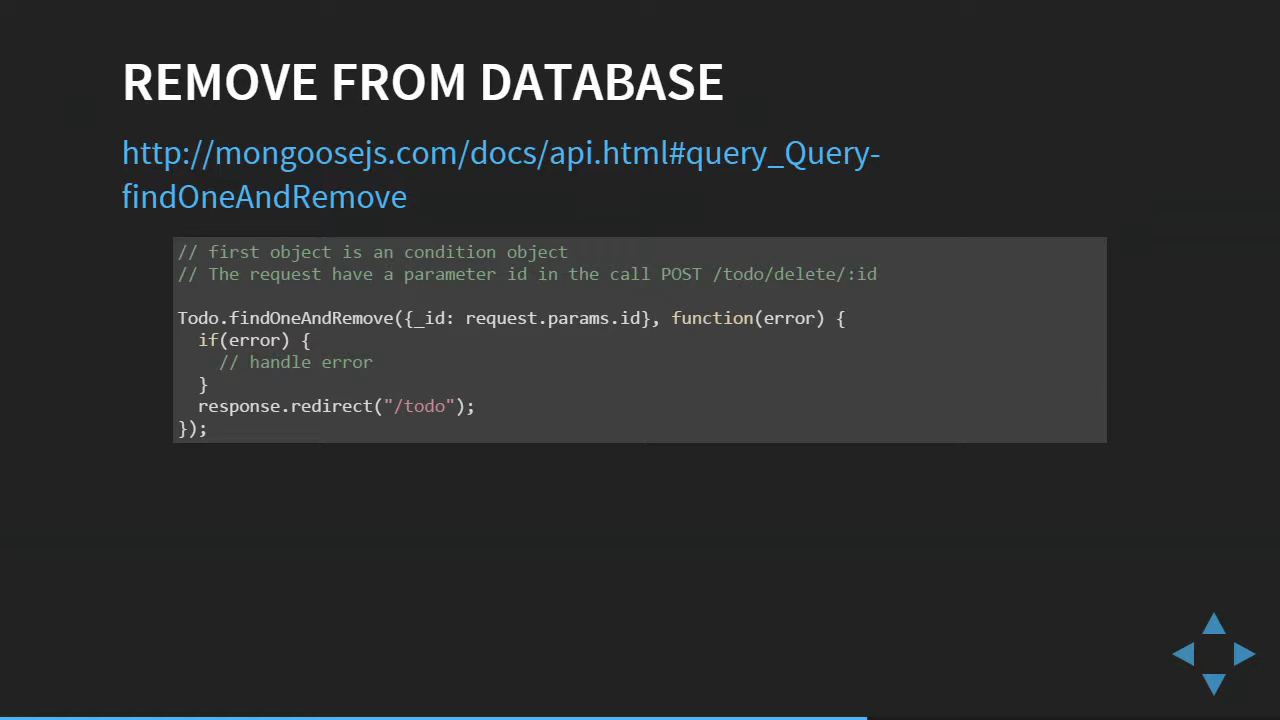 REMOVE FROM DATABASE
http://mongoosejs.com/docs/api.html#query_Query-
findOneAndRemove
// first object is an condition object
// The request have a parameter id in the call POST /todo/delete/:id
Todo.findOneAndRemove({_id: request.params.id}, function(error) {
  if(error) {
    // handle error
  }
  response.redirect("/todo");
});